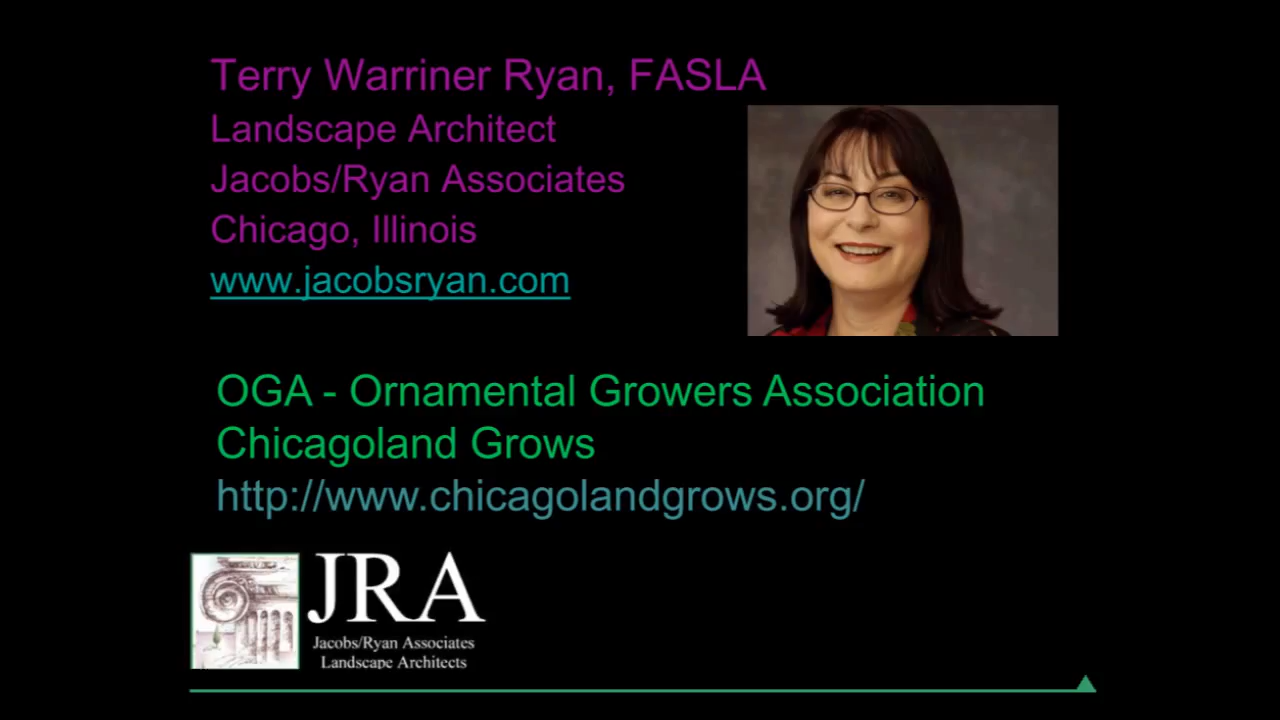 Terry Warriner Ryan, FASLA
Landscape Architect
Jacobs/Ryan Associates
Chicago, Illinois
www.jacobsryan.com
OGA - Ornamental Growers Association
Chicagoland Grows
http://www.chicagolandgrows.org/
JRA
Jacobs/Ryan Associates
Landscape Architects